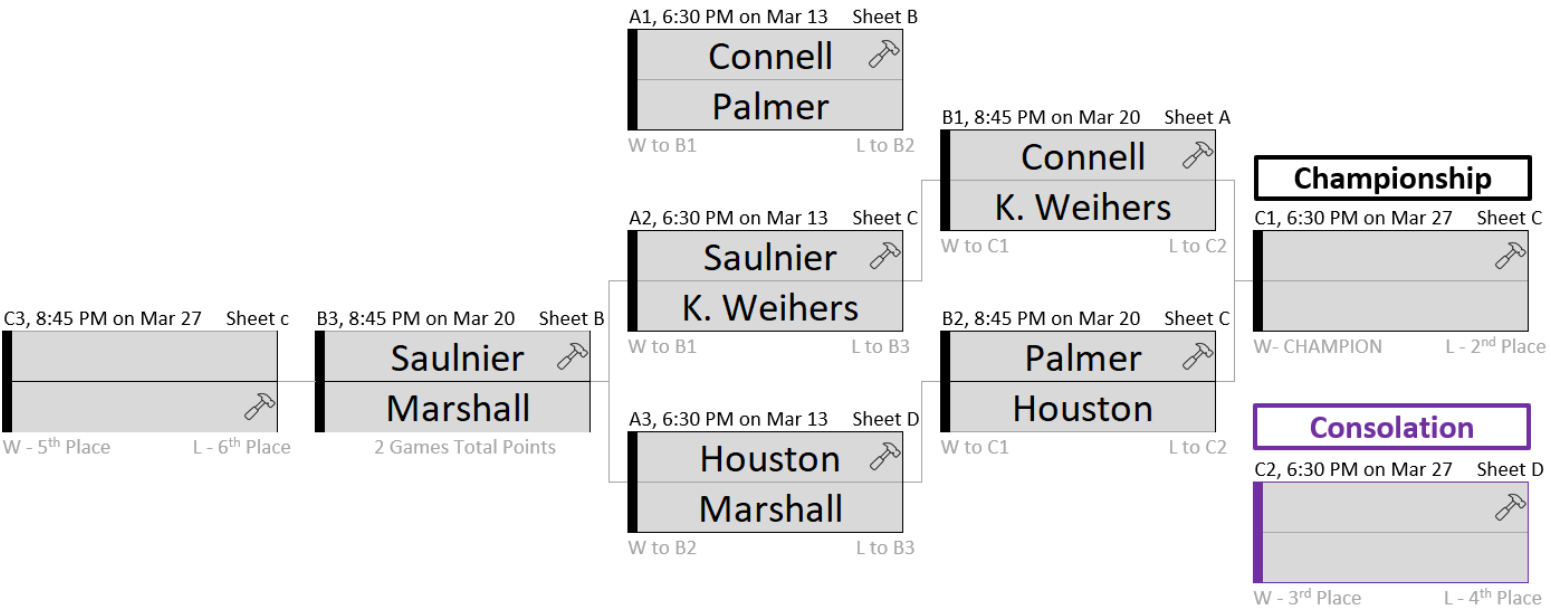 A1, 6:30 PM on Mar 13 Sheet B
Connell
Palmer
W to B1 L to B2
B1, 8:45 PM on Mar 20 Sheet A
Connell
K. Weihers
W to C1 L to C2
Championship
A2, 6:30 PM on Mar 13 Sheet C
Saulnier
K. Weihers
W to B1 L to B3
C1, 6:30 PM on Mar 27 Sheet C
W- CHAMPION L - 2nd Place
C3, 8:45 PM on Mar 27 Sheet c
W - 5th Place L - 6th Place
B3, 8:45 PM on Mar 20 Sheet B
Saulnier
Marshall
2 Games Total Points
B2, 8:45 PM on Mar 20 Sheet C
Palmer
Houston
W to C1 L to C2
A3, 6:30 PM on Mar 13 Sheet D
Houston
Marshall
W to B2 L to B3
Consolation
C2, 6:30 PM on Mar 27 Sheet D
W - 3rd Place L - 4th Place